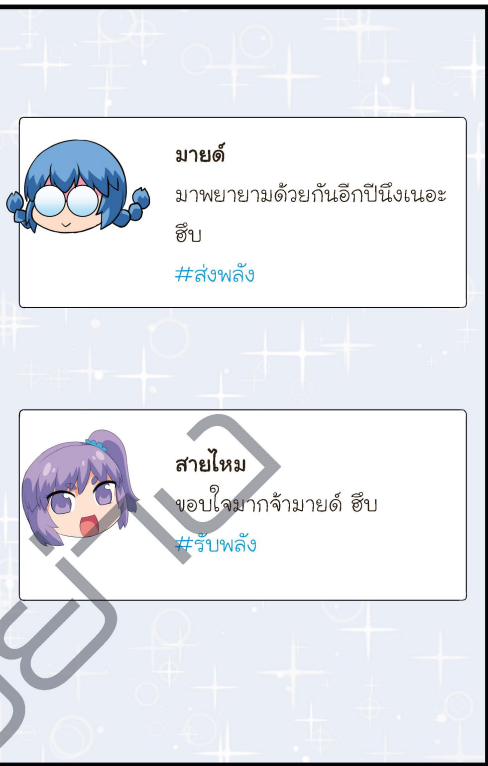 มายด์
มาพยายามด้วยกันอีกปีนึงเนอะ
ฮึบ
#ส่งพลัง
สายไหม
ขอบใจมากจ้ามายด์ ฮึบ
#รับพลัง